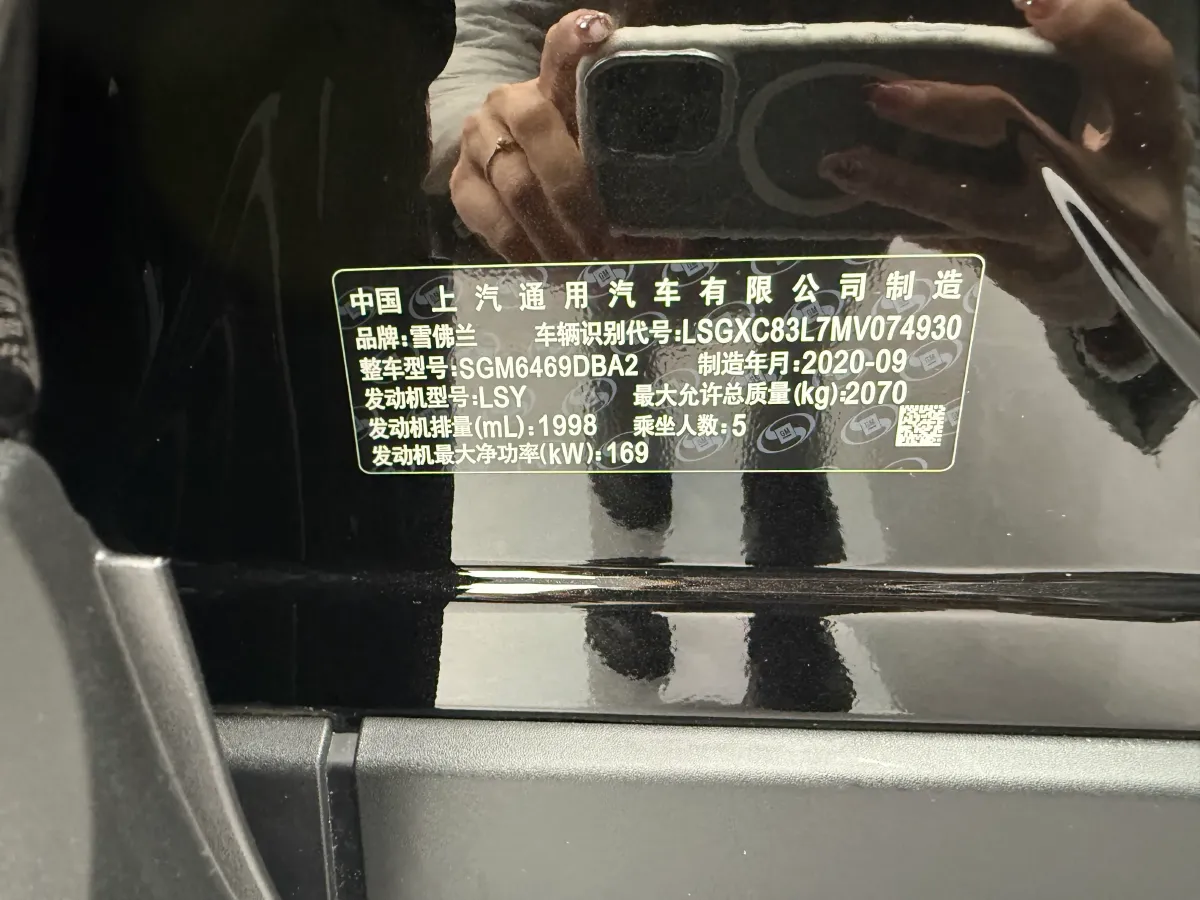 中国 上汽通用汽车有限公司制造
品牌:雪佛兰 车辆识别代号:LSGXC83L7MV074930
整车型号:SGM6469DBA2 制造年月:2020-09
发动机型号:LSY 最大允许总质量(kg):2070
发动机排量(mL):1998 乘坐人数:5
发动机最大净功率(kW):169